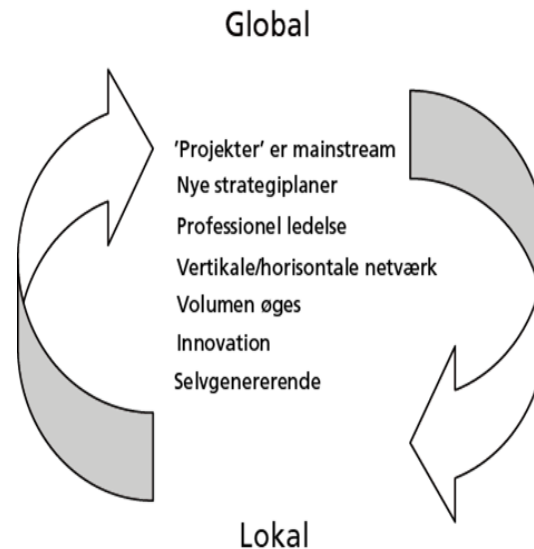 Global
’Projekter’ er mainstream
Nye strategiplaner
Professionel ledelse
Vertikale/horisontale netværk
Volumen øges
Innovation
Selvgenererende
Lokal